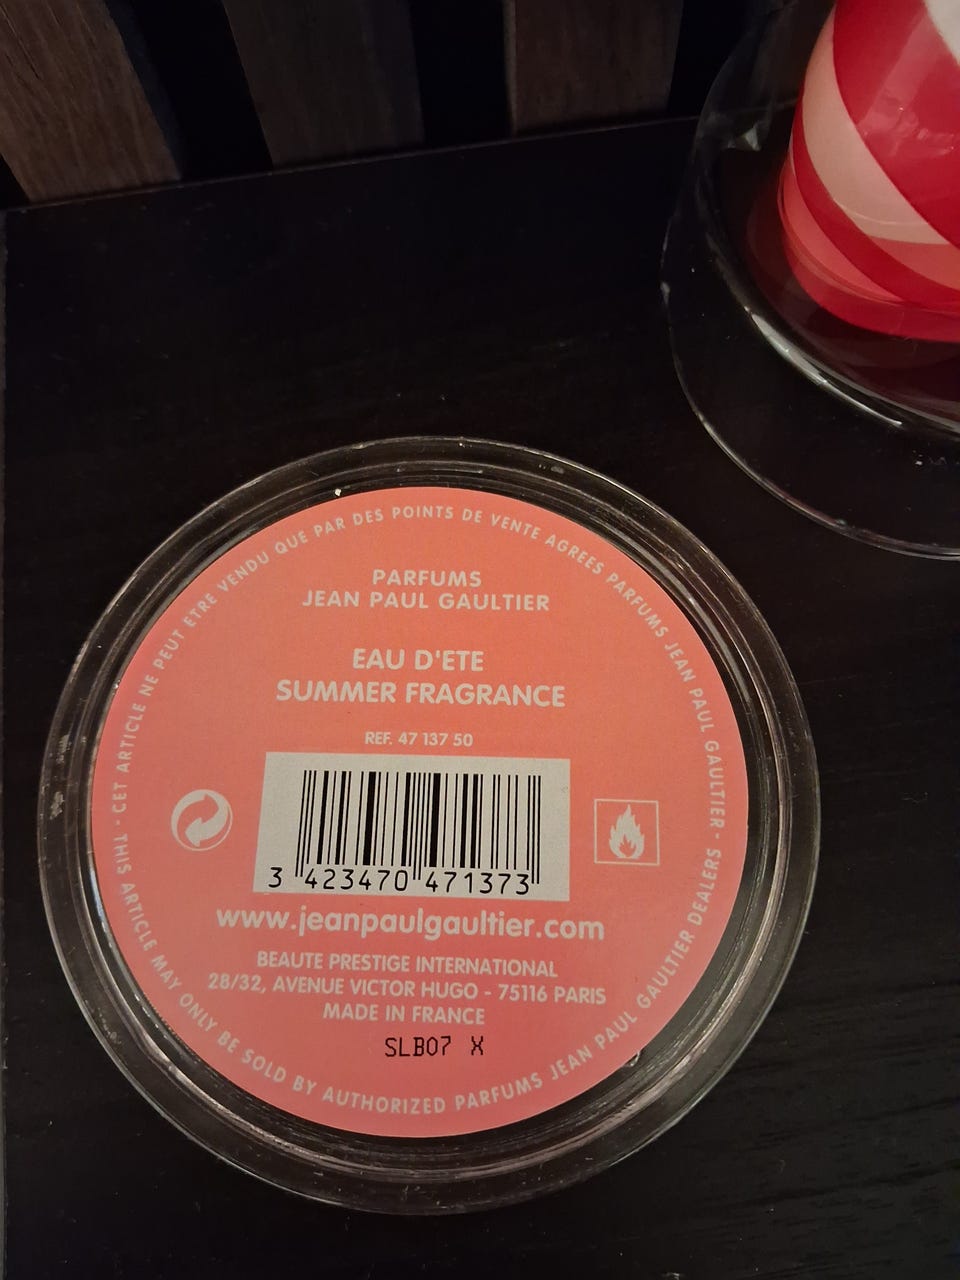 CET ARTICLE NE PEUT ETRE VENDU QUE PAR DES POINTS DE VENTE AGREES PARFUMS JEAN PAUL GAULTIER ·
THIS ARTICLE MAY ONLY BE SOLD BY AUTHORIZED PARFUMS JEAN PAUL GAULTIER DEALERS ·
PARFUMS
JEAN PAUL GAULTIER
EAU D'ETE
SUMMER FRAGRANCE
REF. 47 137 50
3 423470 471373
www.jeanpaulgaultier.com
BEAUTE PRESTIGE INTERNATIONAL
28/32, AVENUE VICTOR HUGO - 75116 PARIS
MADE IN FRANCE
SLB07 X